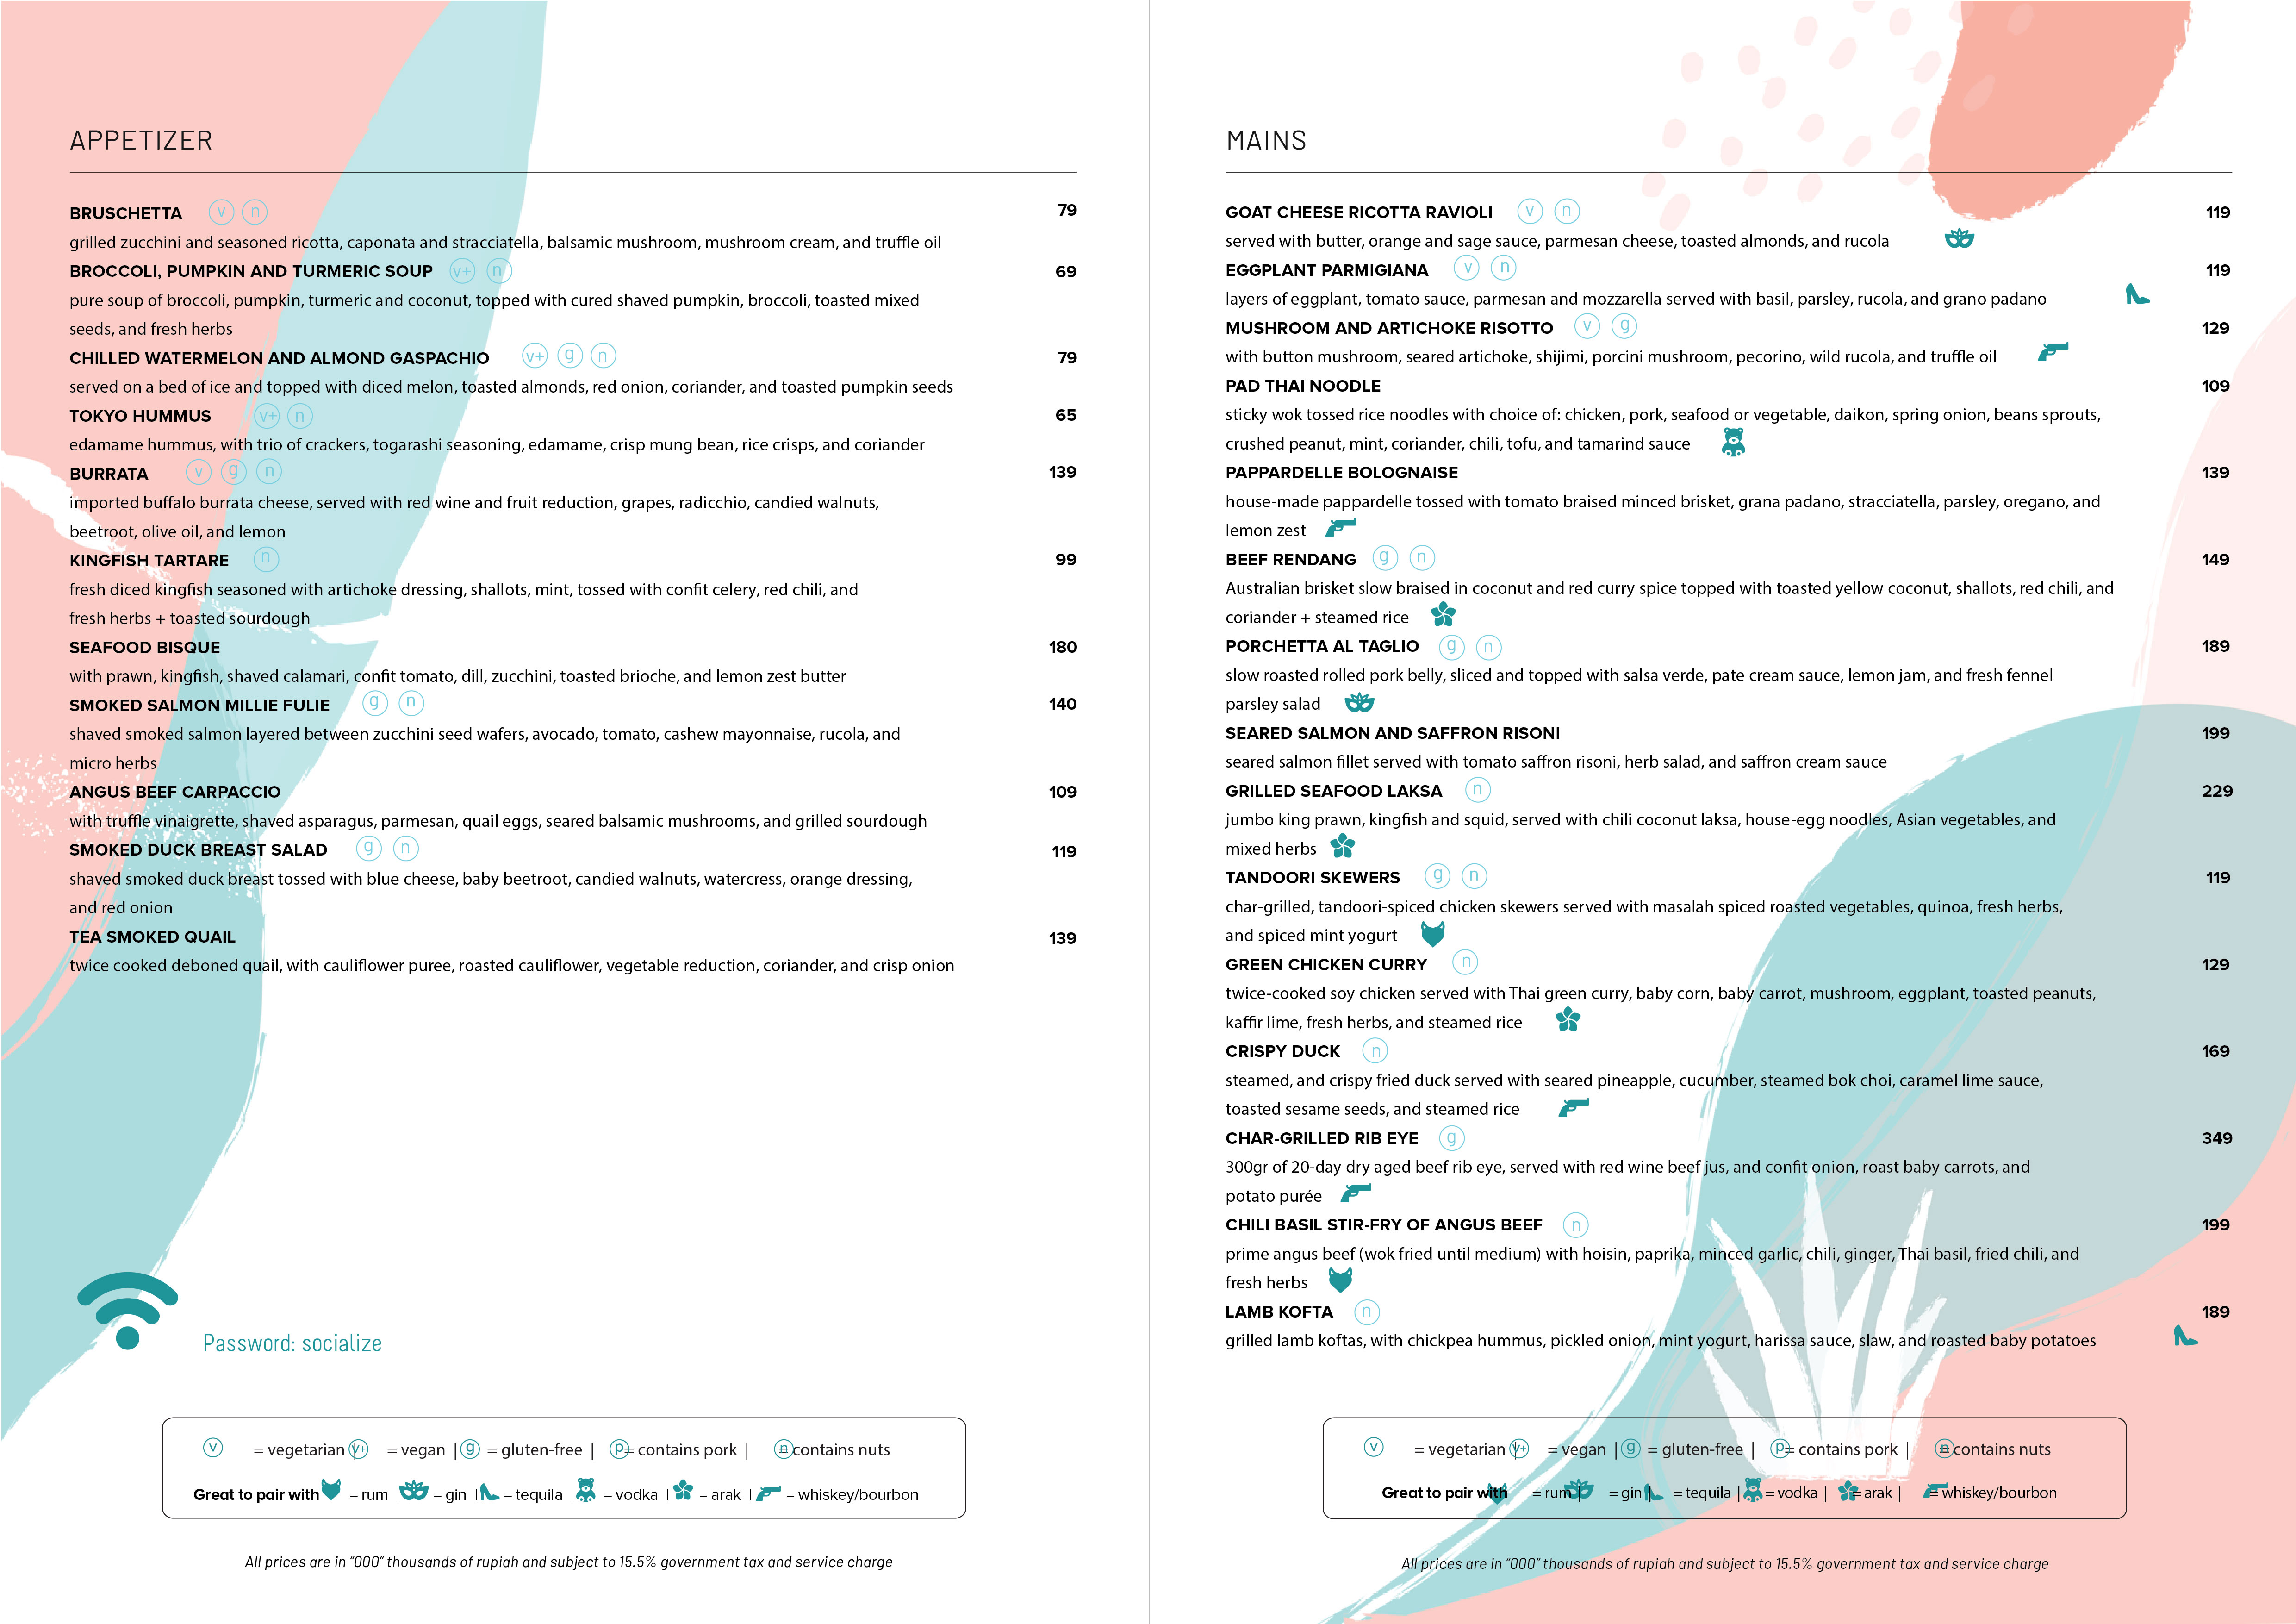 APPETIZER
BRUSCHETTA v n 79
grilled zucchini and seasoned ricotta, caponata and stracciatella, balsamic mushroom, mushroom cream, and truffle oil
BROCCOLI, PUMPKIN AND TURMERIC SOUP v+ n 69
pure soup of broccoli, pumpkin, turmeric and coconut, topped with cured shaved pumpkin, broccoli, toasted mixed
seeds, and fresh herbs
CHILLED WATERMELON AND ALMOND GASPACHIO v+ g n 79
served on a bed of ice and topped with diced melon, toasted almonds, red onion, coriander, and toasted pumpkin seeds
TOKYO HUMMUS v+ n 65
edamame hummus, with trio of crackers, togarashi seasoning, edamame, crisp mung bean, rice crisps, and coriander
BURRATA v g n 139
imported buffalo burrata cheese, served with red wine and fruit reduction, grapes, radicchio, candied walnuts,
beetroot, olive oil, and lemon
KINGFISH TARTARE n 99
fresh diced kingfish seasoned with artichoke dressing, shallots, mint, tossed with confit celery, red chili, and
fresh herbs + toasted sourdough
SEAFOOD BISQUE 180
with prawn, kingfish, shaved calamari, confit tomato, dill, zucchini, toasted brioche, and lemon zest butter
SMOKED SALMON MILLIE FULIE g n 140
shaved smoked salmon layered between zucchini seed wafers, avocado, tomato, cashew mayonnaise, rucola, and
micro herbs
ANGUS BEEF CARPACCIO 109
with truffle vinaigrette, shaved asparagus, parmesan, quail eggs, seared balsamic mushrooms, and grilled sourdough
SMOKED DUCK BREAST SALAD g n 119
shaved smoked duck breast tossed with blue cheese, baby beetroot, candied walnuts, watercress, orange dressing,
and red onion
TEA SMOKED QUAIL 139
twice cooked deboned quail, with cauliflower puree, roasted cauliflower, vegetable reduction, coriander, and crisp onion
Password: socialize
v = vegetarian | v+ = vegan | g = gluten-free | p = contains pork | n = contains nuts
Great to pair with = rum | = gin | = tequila | = vodka | = arak | = whiskey/bourbon
All prices are in "000" thousands of rupiah and subject to 15.5% government tax and service charge
MAINS
GOAT CHEESE RICOTTA RAVIOLI v n 119
served with butter, orange and sage sauce, parmesan cheese, toasted almonds, and rucola
EGGPLANT PARMIGIANA v n 119
layers of eggplant, tomato sauce, parmesan and mozzarella served with basil, parsley, rucola, and grano padano
MUSHROOM AND ARTICHOKE RISOTTO v g 129
with button mushroom, seared artichoke, shijimi, porcini mushroom, pecorino, wild rucola, and truffle oil
PAD THAI NOODLE 109
sticky wok tossed rice noodles with choice of: chicken, pork, seafood or vegetable, daikon, spring onion, beans sprouts,
crushed peanut, mint, coriander, chili, tofu, and tamarind sauce
PAPPARDELLE BOLOGNAISE 139
house-made pappardelle tossed with tomato braised minced brisket, grana padano, stracciatella, parsley, oregano, and
lemon zest
BEEF RENDANG g n 149
Australian brisket slow braised in coconut and red curry spice topped with toasted yellow coconut, shallots, red chili, and
coriander + steamed rice
PORCHETTA AL TAGLIO g n 189
slow roasted rolled pork belly, sliced and topped with salsa verde, pate cream sauce, lemon jam, and fresh fennel
parsley salad
SEARED SALMON AND SAFFRON RISONI 199
seared salmon fillet served with tomato saffron risoni, herb salad, and saffron cream sauce
GRILLED SEAFOOD LAKSA n 229
jumbo king prawn, kingfish and squid, served with chili coconut laksa, house-egg noodles, Asian vegetables, and
mixed herbs
TANDOORI SKEWERS g n 119
char-grilled, tandoori-spiced chicken skewers served with masalah spiced roasted vegetables, quinoa, fresh herbs,
and spiced mint yogurt
GREEN CHICKEN CURRY n 129
twice-cooked soy chicken served with Thai green curry, baby corn, baby carrot, mushroom, eggplant, toasted peanuts,
kaffir lime, fresh herbs, and steamed rice
CRISPY DUCK n 169
steamed, and crispy fried duck served with seared pineapple, cucumber, steamed bok choi, caramel lime sauce,
toasted sesame seeds, and steamed rice
CHAR-GRILLED RIB EYE g 349
300gr of 20-day dry aged beef rib eye, served with red wine beef jus, and confit onion, roast baby carrots, and
potato purée
CHILI BASIL STIR-FRY OF ANGUS BEEF n 199
prime angus beef (wok fried until medium) with hoisin, paprika, minced garlic, chili, ginger, Thai basil, fried chili, and
fresh herbs
LAMB KOFTA n 189
grilled lamb koftas, with chickpea hummus, pickled onion, mint yogurt, harissa sauce, slaw, and roasted baby potatoes
v = vegetarian | v+ = vegan | g = gluten-free | p = contains pork | n = contains nuts
Great to pair with = rum | = gin | = tequila | = vodka | = arak | = whiskey/bourbon
All prices are in "000" thousands of rupiah and subject to 15.5% government tax and service charge